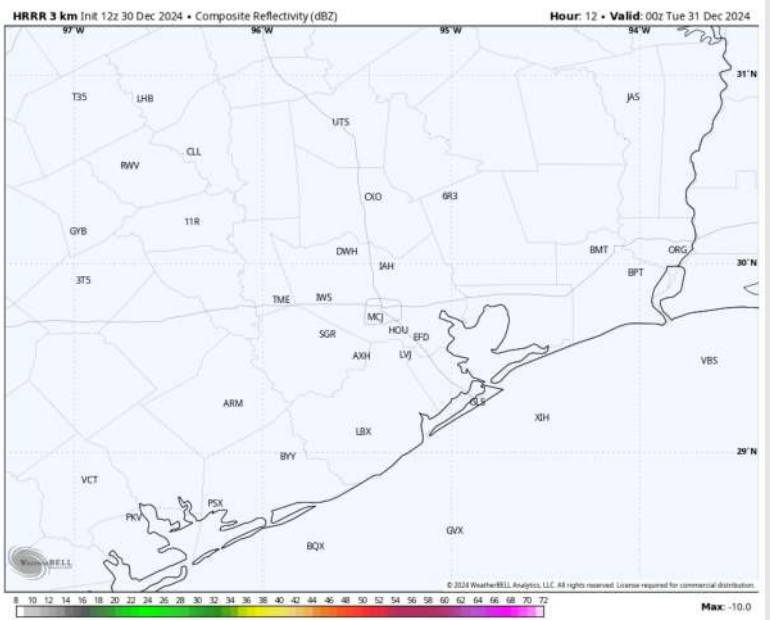 HRRR 3 km Init 12z 30 Dec 2024 • Composite Reflectivity (dBZ) Hour: 12 • Valid: 00z Tue 31 Dec 2024
97°W 96°W 95°W 94°W
31°N
T35 LHB JAS
UTS
CLL
RWV
CXO 6R3
11R
GYB
DWH BMT ORG
IAH 30°N
BPT
3T5
TME IWS
MCJ
SGR HOU EFD
AXH LVJ
VBS
ARM GLS
XIH
LBX
BYY 29°N
VCT
PSX
PKV
GVX
BQX
WeatherBELL
© 2024 WeatherBELL Analytics, LLC. All rights reserved. License required for commercial distribution.
8 10 12 14 16 18 20 22 24 26 28 30 32 34 36 38 40 42 44 46 48 50 52 54 56 58 60 62 64 66 68 70 72
Max: -10.0